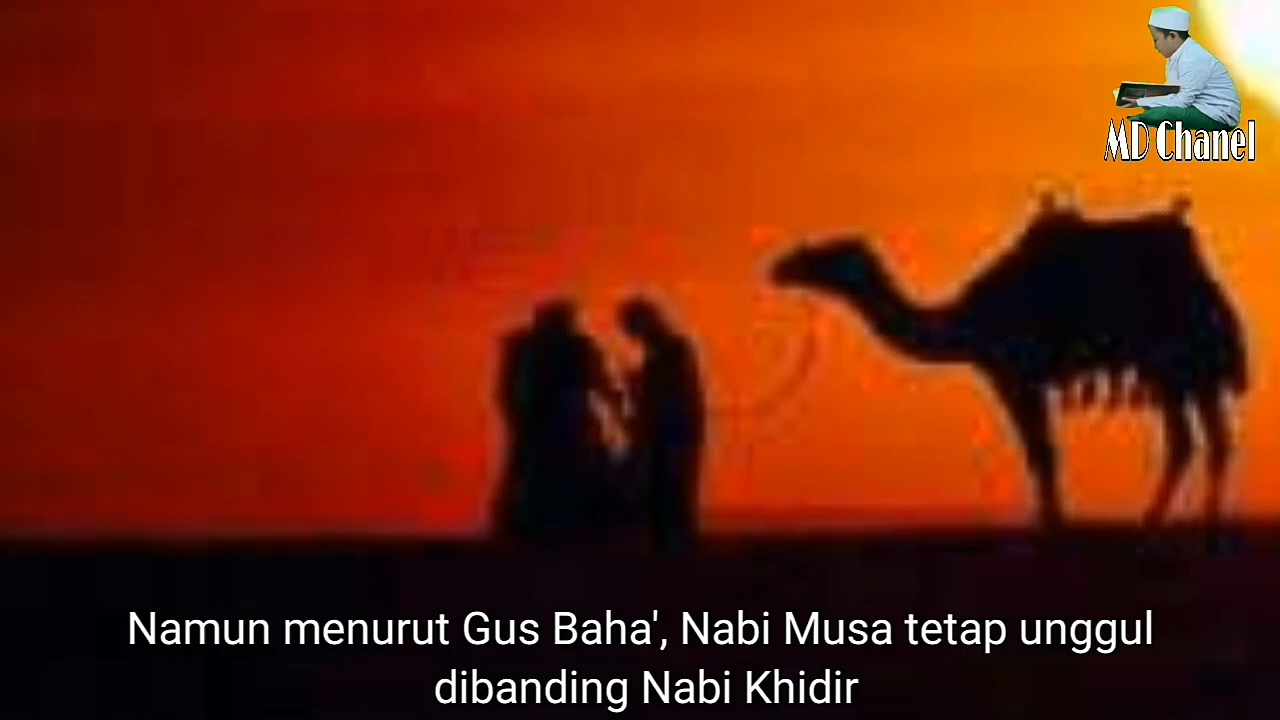 MD Chanel
Namun menurut Gus Baha', Nabi Musa tetap unggul
dibanding Nabi Khidir